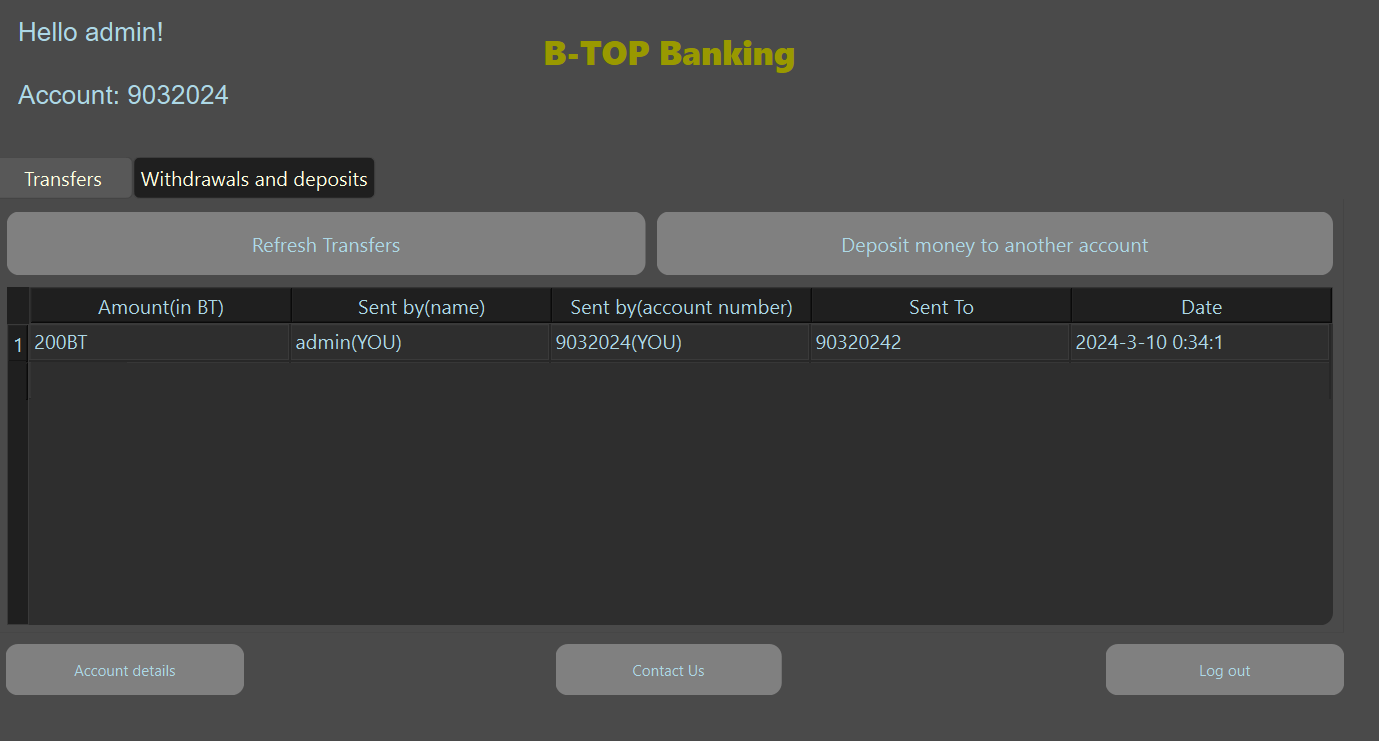 Hello admin!
B-TOP Banking
Account: 9032024
Transfers
Withdrawals and deposits
Refresh Transfers
Deposit money to another account
Amount(in BT) Sent by(name) Sent by(account number) Sent To Date
1 200BT admin(YOU) 9032024(YOU) 90320242 2024-3-10 0:34:1
Account details
Contact Us
Log out